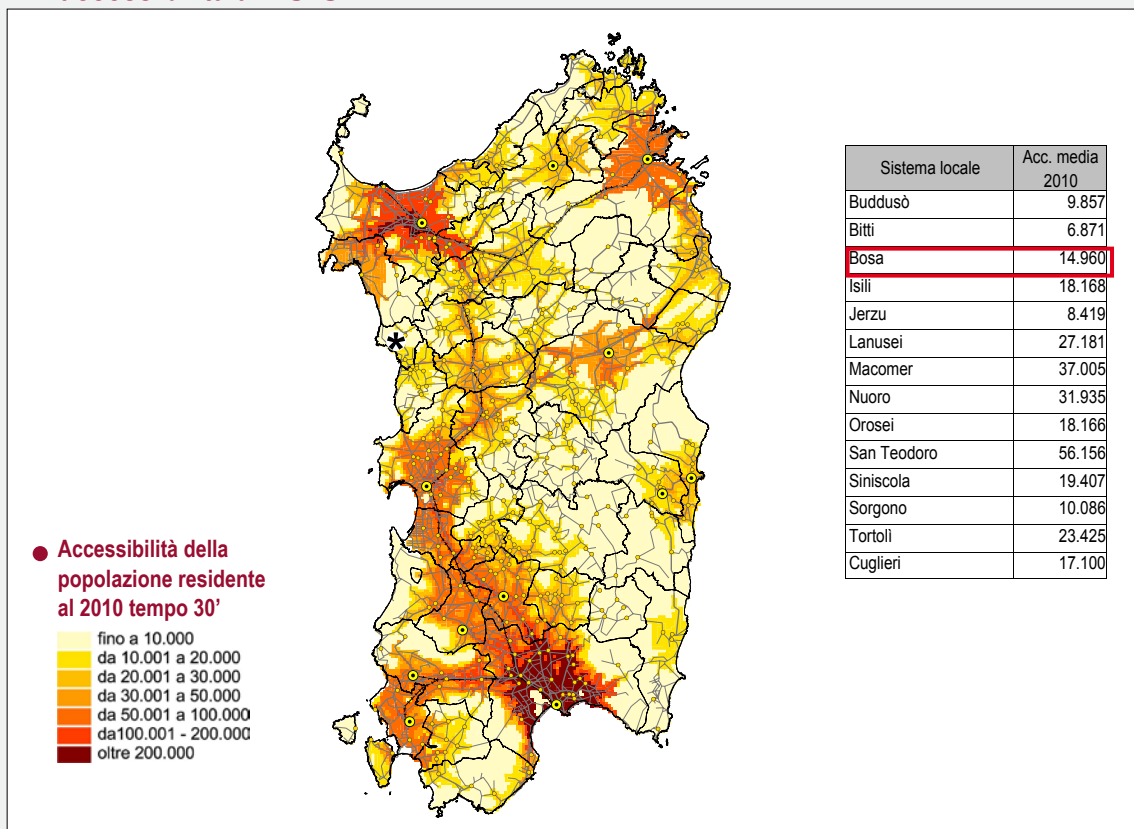 Sistema locale Acc. media 2010
Buddusò 9.857
Bitti 6.871
Bosa 14.960
Isili 18.168
Jerzu 8.419
Lanusei 27.181
Macomer 37.005
Nuoro 31.935
Orosei 18.166
San Teodoro 56.156
Siniscola 19.407
Sorgono 10.086
Tortolì 23.425
Cuglieri 17.100
*
● Accessibilità della
popolazione residente
al 2010 tempo 30'
fino a 10.000
da 10.001 a 20.000
da 20.001 a 30.000
da 30.001 a 50.000
da 50.001 a 100.000
da100.001 - 200.000
oltre 200.000